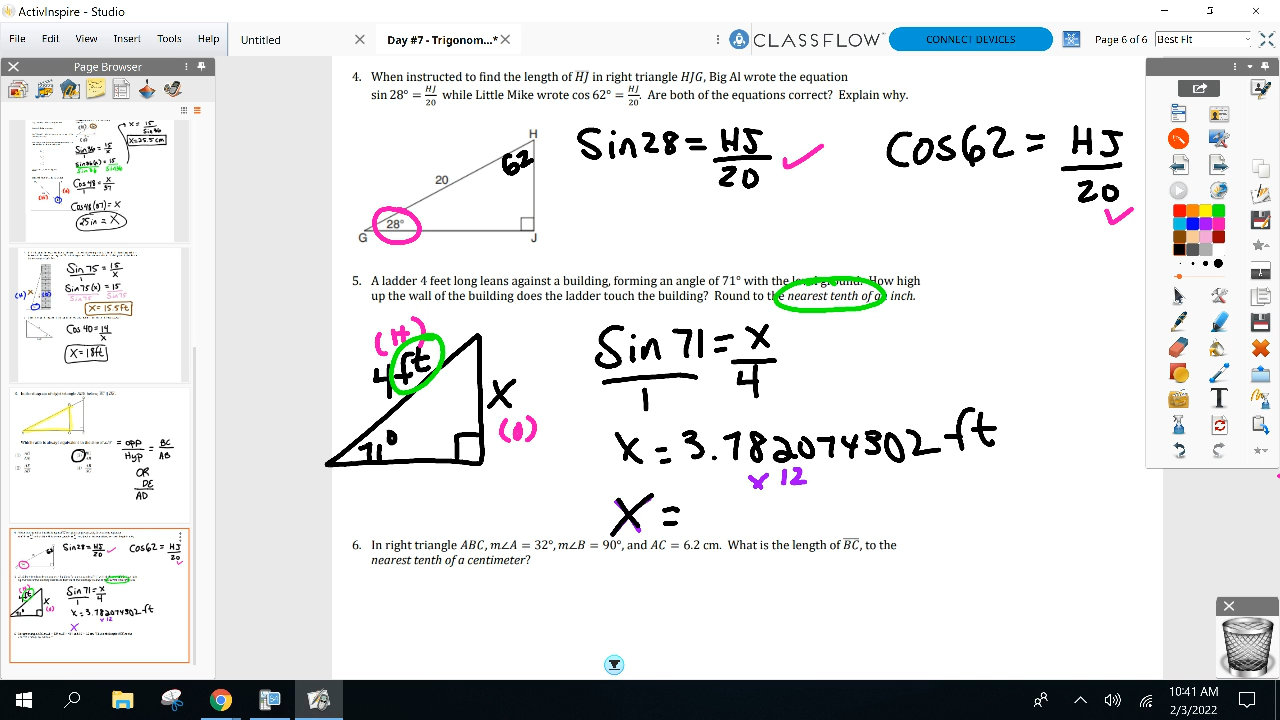 ActivInspire - Studio
File Edit View Insert Tools Help
Untitled
Day #7 - Trigonom...*
CLASSFLOW
CONNECT DEVICES
Page 6 of 6
Best Fit
Page Browser
4. When instructed to find the length of HJ in right triangle HJG, Big Al wrote the equation
sin 28° = HJ/20 while Little Mike wrote cos 62° = HJ/20. Are both of the equations correct? Explain why.
H
62
20
28°
G
J
Sin28 = HJ/20 ✓
Cos62 = HJ/20 ✓
5. A ladder 4 feet long leans against a building, forming an angle of 71° with the level ground. How high
up the wall of the building does the ladder touch the building? Round to the nearest tenth of an inch.
(H)
4ft
x
(O)
71°
Sin 71/1 = x/4
x = 3.782074302 ft
x 12
x =
6. In right triangle ABC, m∠A = 32°, m∠B = 90°, and AC = 6.2 cm. What is the length of BC, to the
nearest tenth of a centimeter?
10:41 AM
2/3/2022